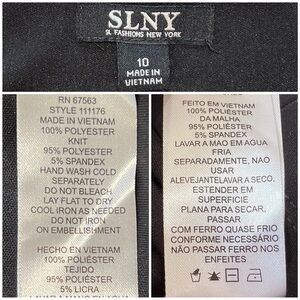 SLNY
SL FASHIONS NEW YORK
10
MADE IN
VIETNAM
RN 67563
STYLE 111176
MADE IN VIETNAM
100% POLYESTER
KNIT
95% POLYESTER
5% SPANDEX
HAND WASH COLD
SEPARATELY
DO NOT BLEACH
LAY FLAT TO DRY
COOL IRON AS NEEDED
DO NOT IRON
ON EMBELLISHMENT
HECHO EN VIETNAM
100% POLIÉSTER
TEJIDO
95% POLIÉSTER
5% LICRA
FEITO EM VIETNAM
100% POLIÉSTER
DA MALHA
95% POLIÉSTER
5% SPANDEX
LAVAR A MAO EM AGUA
FRIA
SEPARADAMENTE, NAO
USAR
ALEVEJANTELAVAR A SECO.
ESTENDER EM
SUPERFICIE
PLANA PARA SECAR,
PASSAR
COM FERRO QUASE FRIO
CONFORME NECESSÁRIO
NÃO PASSAR FERRO NOS
ENFEITES